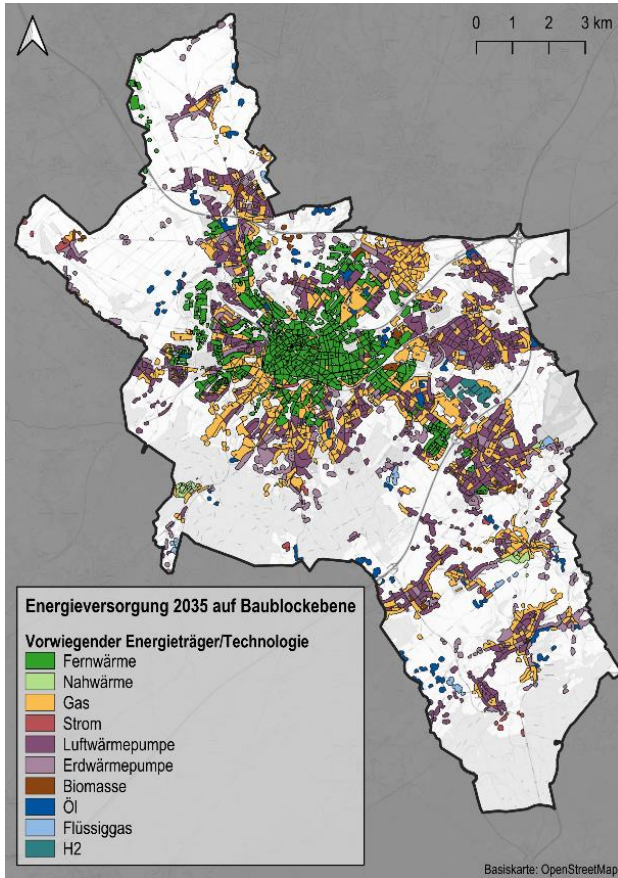 0 1 2 3 km
Energieversorgung 2035 auf Baublockebene
Vorwiegender Energieträger/Technologie
Fernwärme
Nahwärme
Gas
Strom
Luftwärmepumpe
Erdwärmepumpe
Biomasse
Öl
Flüssiggas
H2
Basiskarte: OpenStreetMap